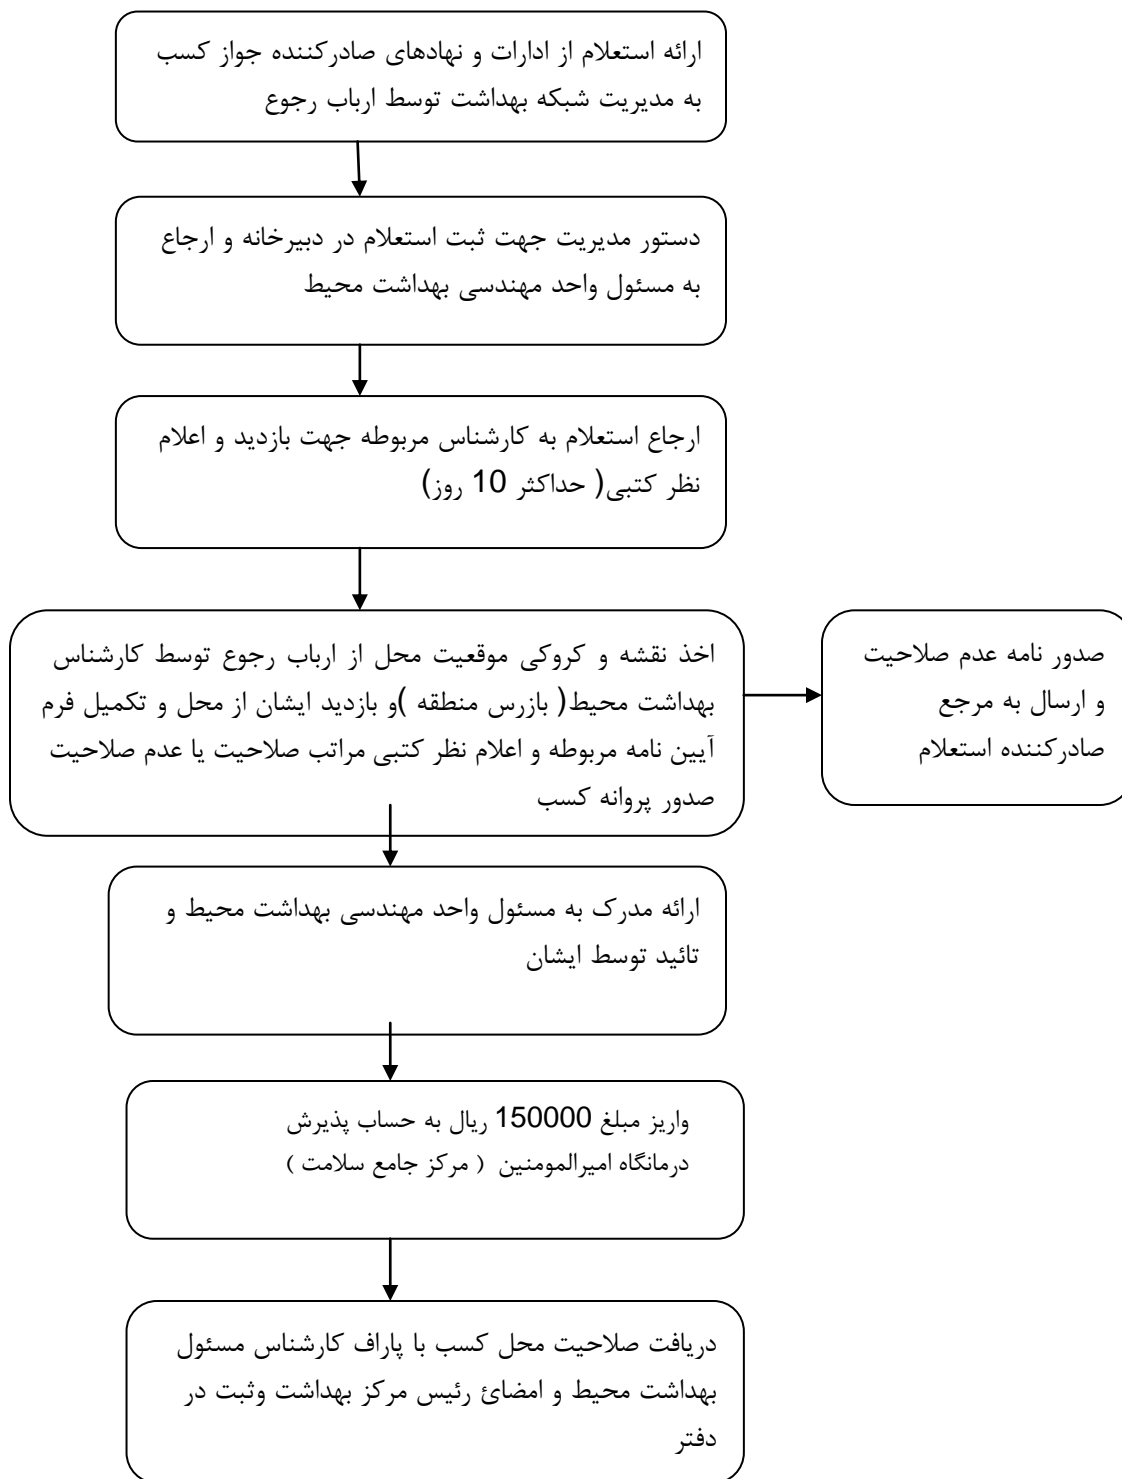 ارائه استعلام از ادارات و نهادهای صادرکننده جواز کسب
به مدیریت شبکه بهداشت توسط ارباب رجوع
دستور مدیریت جهت ثبت استعلام در دبیرخانه و ارجاع
به مسئول واحد مهندسی بهداشت محیط
ارجاع استعلام به کارشناس مربوطه جهت بازدید و اعلام
نظر کتبی( حداکثر 10 روز)
اخذ نقشه و کروکی موقعیت محل از ارباب رجوع توسط کارشناس
بهداشت محیط( بازرس منطقه )و بازدید ایشان از محل و تکمیل فرم
آیین نامه مربوطه و اعلام نظر کتبی مراتب صلاحیت یا عدم صلاحیت
صدور پروانه کسب
صدور نامه عدم صلاحیت
و ارسال به مرجع
صادرکننده استعلام
ارائه مدرک به مسئول واحد مهندسی بهداشت محیط و
تائید توسط ایشان
واریز مبلغ 150000 ریال به حساب پذیرش
درمانگاه امیرالمومنین ( مرکز جامع سلامت )
دریافت صلاحیت محل کسب با پاراف کارشناس مسئول
بهداشت محیط و امضائ رئیس مرکز بهداشت وثبت در
دفتر